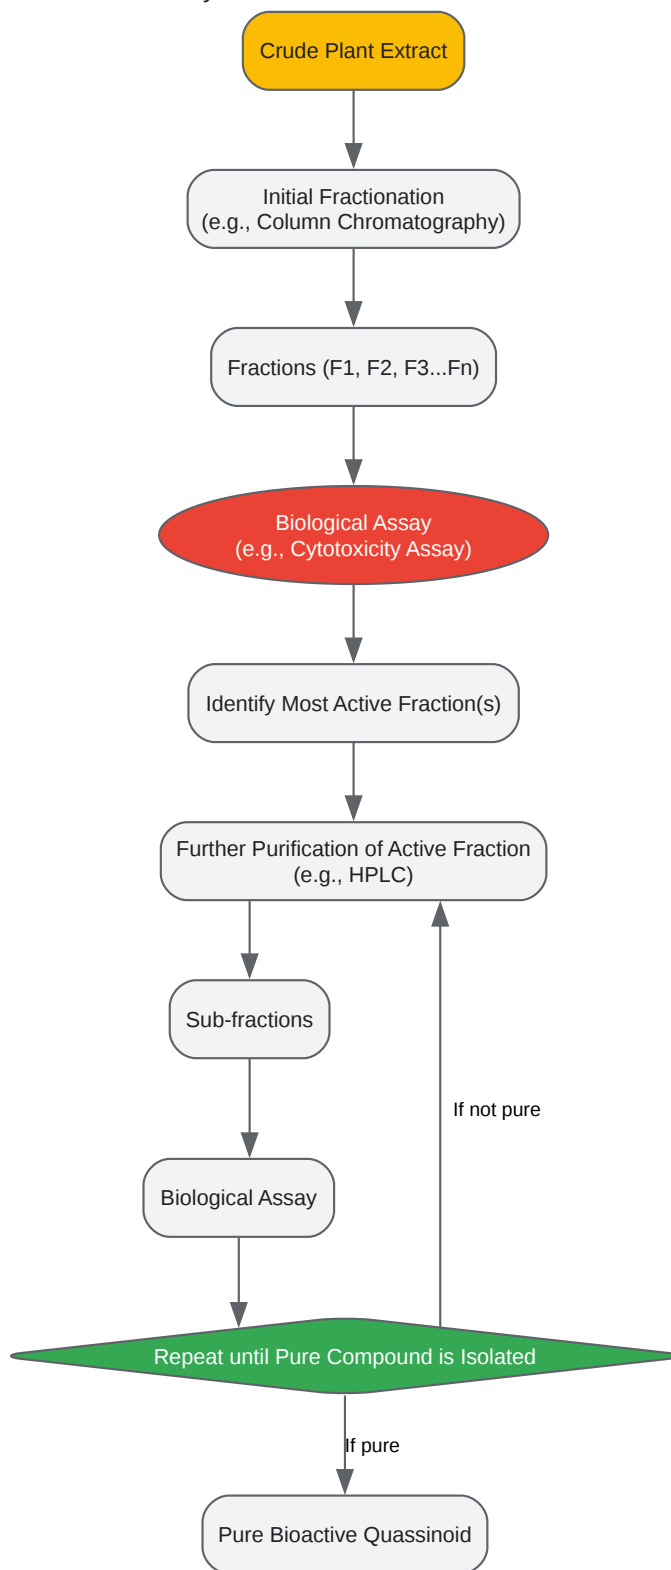 Crude Plant Extract
Initial Fractionation
(e.g., Column Chromatography)
Fractions (F1, F2, F3...Fn)
Biological Assay
(e.g., Cytotoxicity Assay)
Identify Most Active Fraction(s)
Further Purification of Active Fraction
(e.g., HPLC)
Sub-fractions
If not pure
Biological Assay
Repeat until Pure Compound is Isolated
If pure
Pure Bioactive Quassinoid